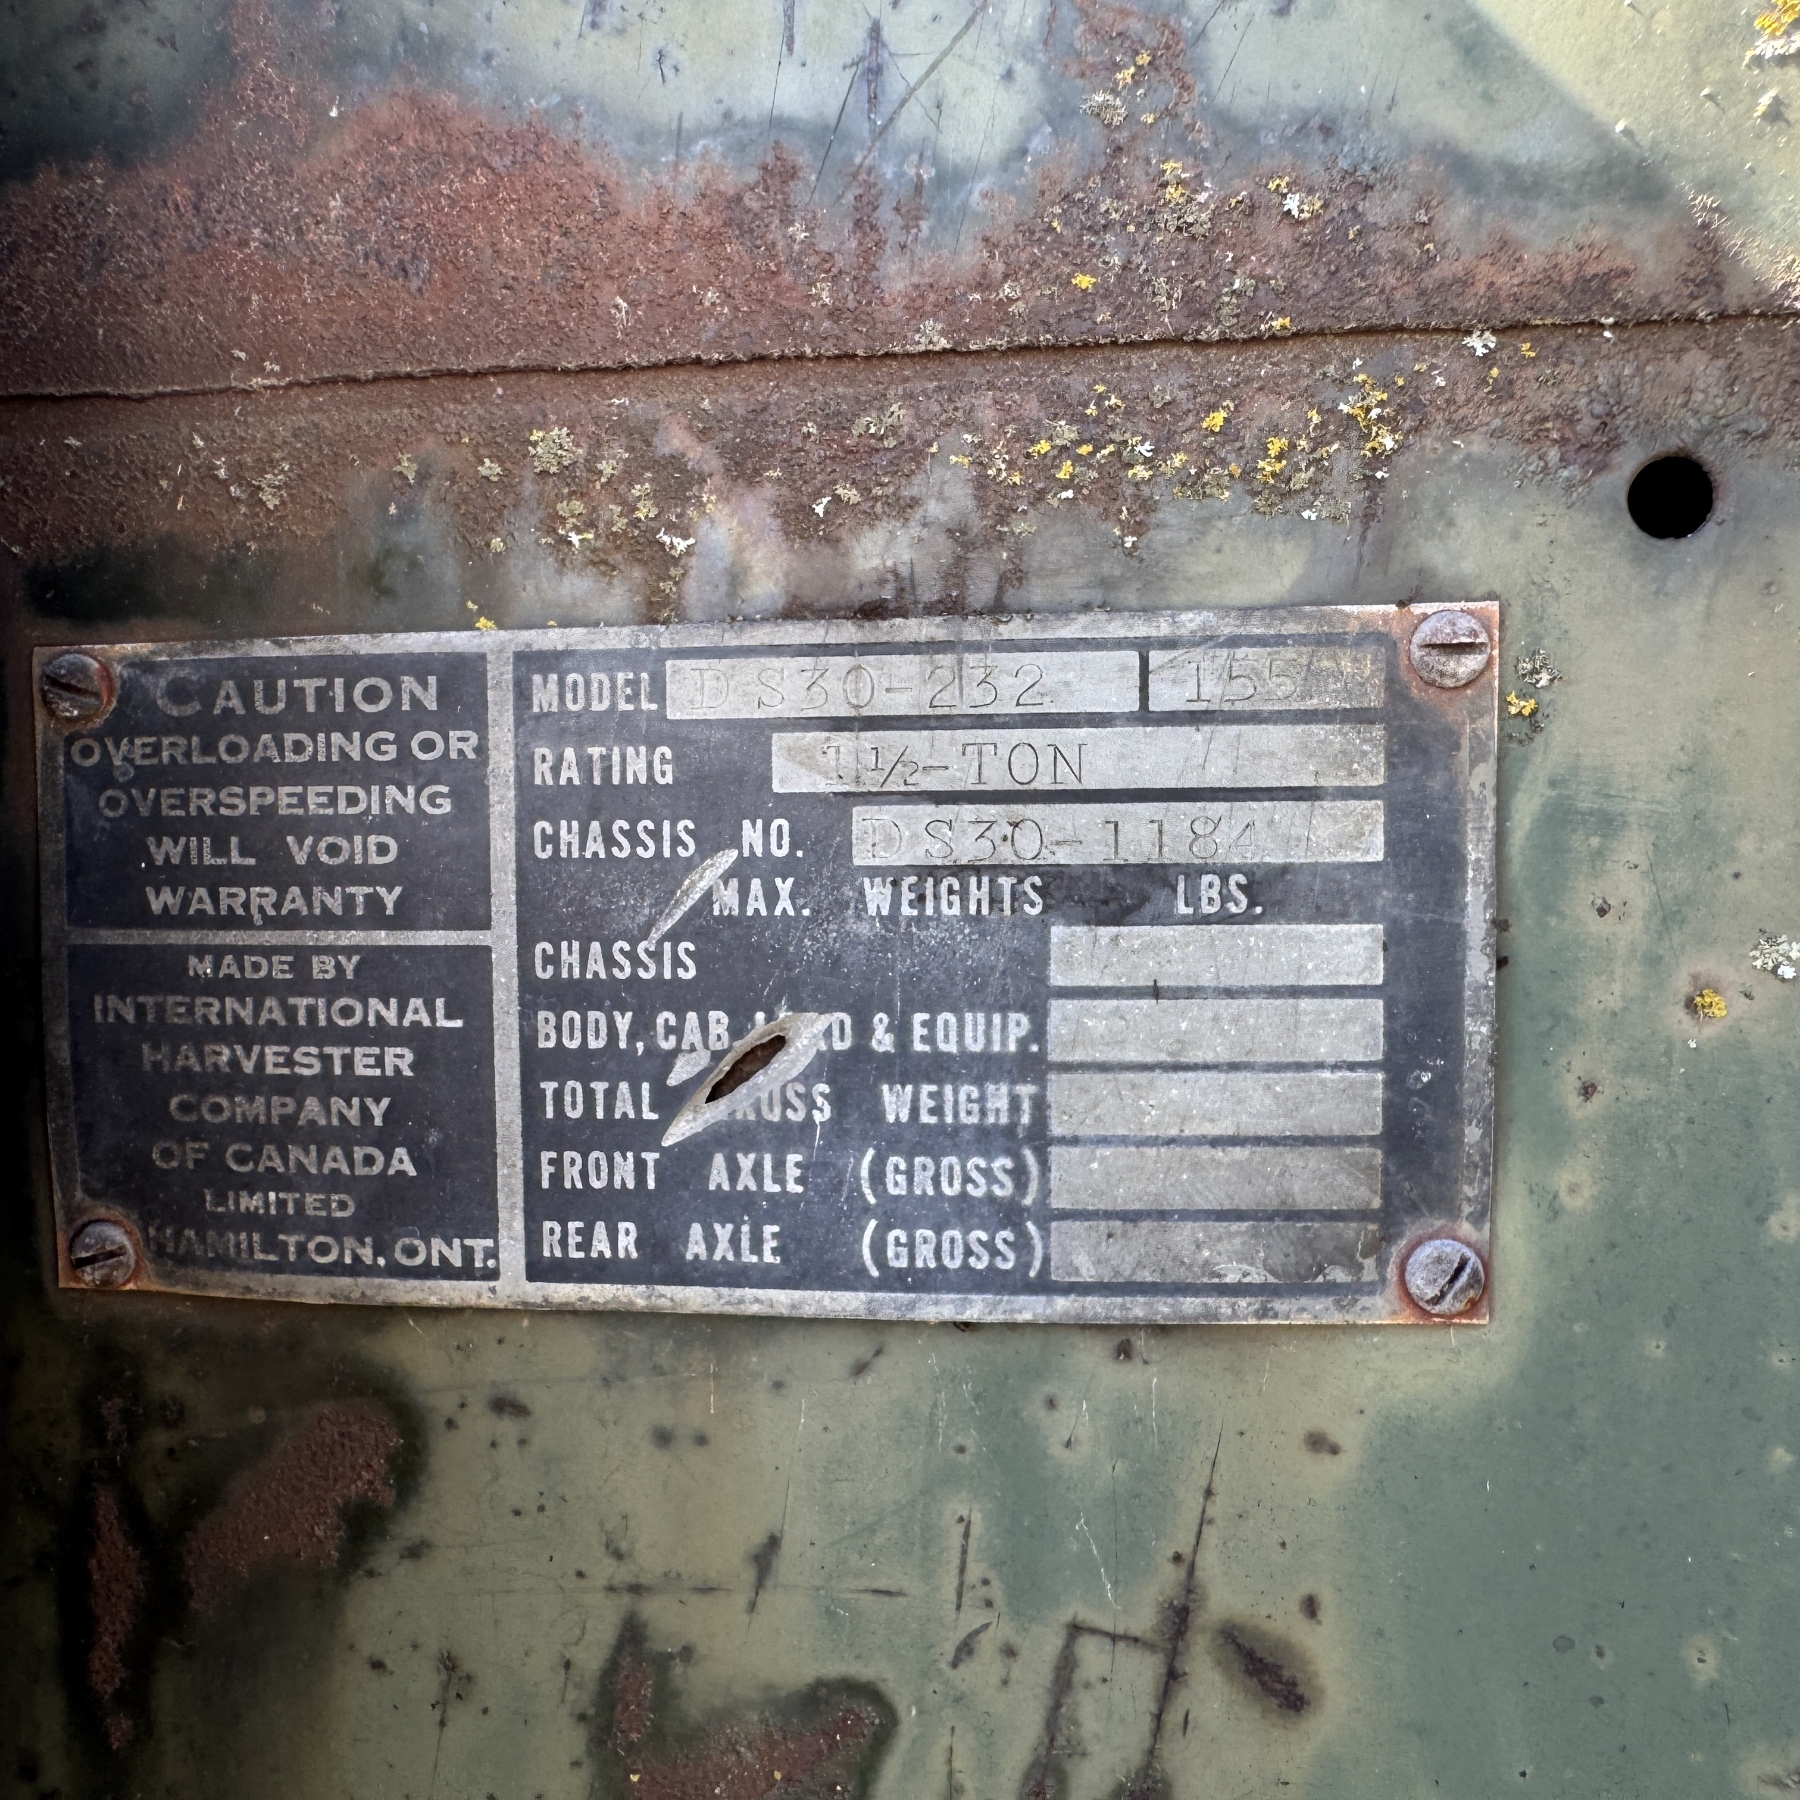 CAUTION
OVERLOADING OR
OVERSPEEDING
WILL VOID
WARRANTY
MADE BY
INTERNATIONAL
HARVESTER
COMPANY
OF CANADA
LIMITED
HAMILTON, ONT.
MODEL DS30-232 155
RATING 1½-TON
CHASSIS NO. DS30-1184
MAX. WEIGHTS LBS.
CHASSIS
BODY, CAB, & EQUIP.
TOTAL GROSS WEIGHT
FRONT AXLE (GROSS)
REAR AXLE (GROSS)